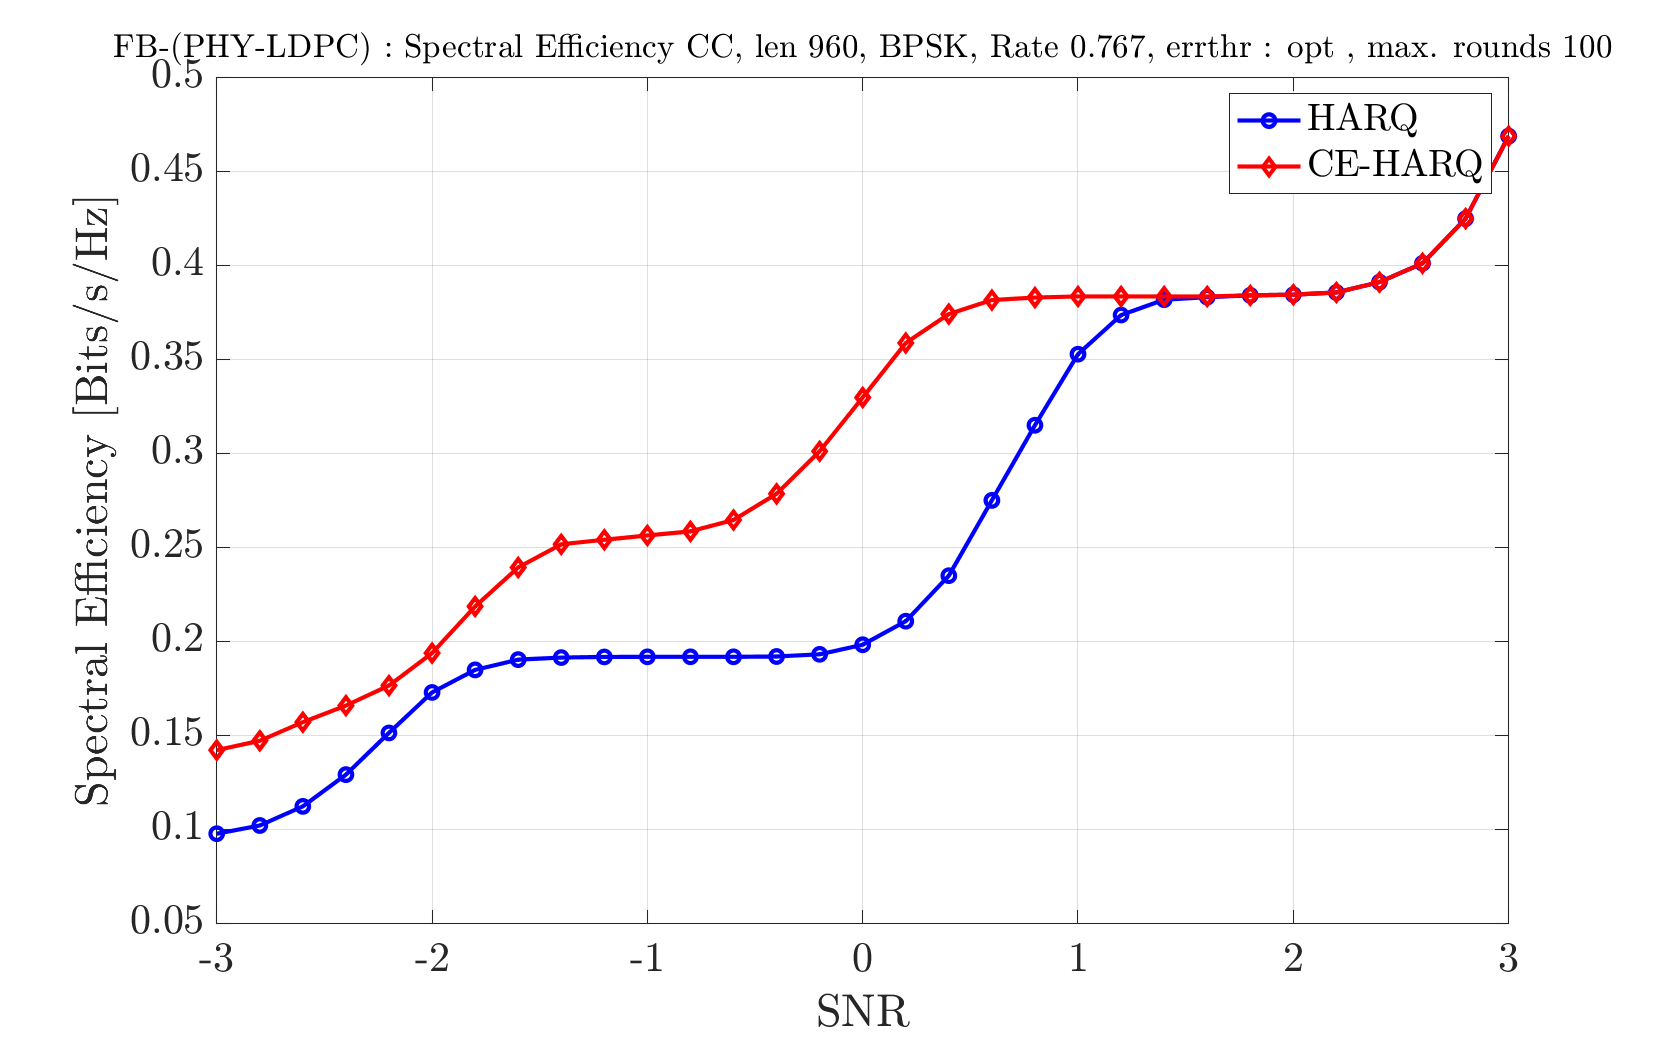 FB-(PHY-LDPC) : Spectral Efficiency CC, len 960, BPSK, Rate 0.767, errthr : opt , max. rounds 100
HARQ
CE-HARQ
Spectral Efficiency [Bits/s/Hz]
0.5
0.45
0.4
0.35
0.3
0.25
0.2
0.15
0.1
0.05
-3 -2 -1 0 1 2 3
SNR